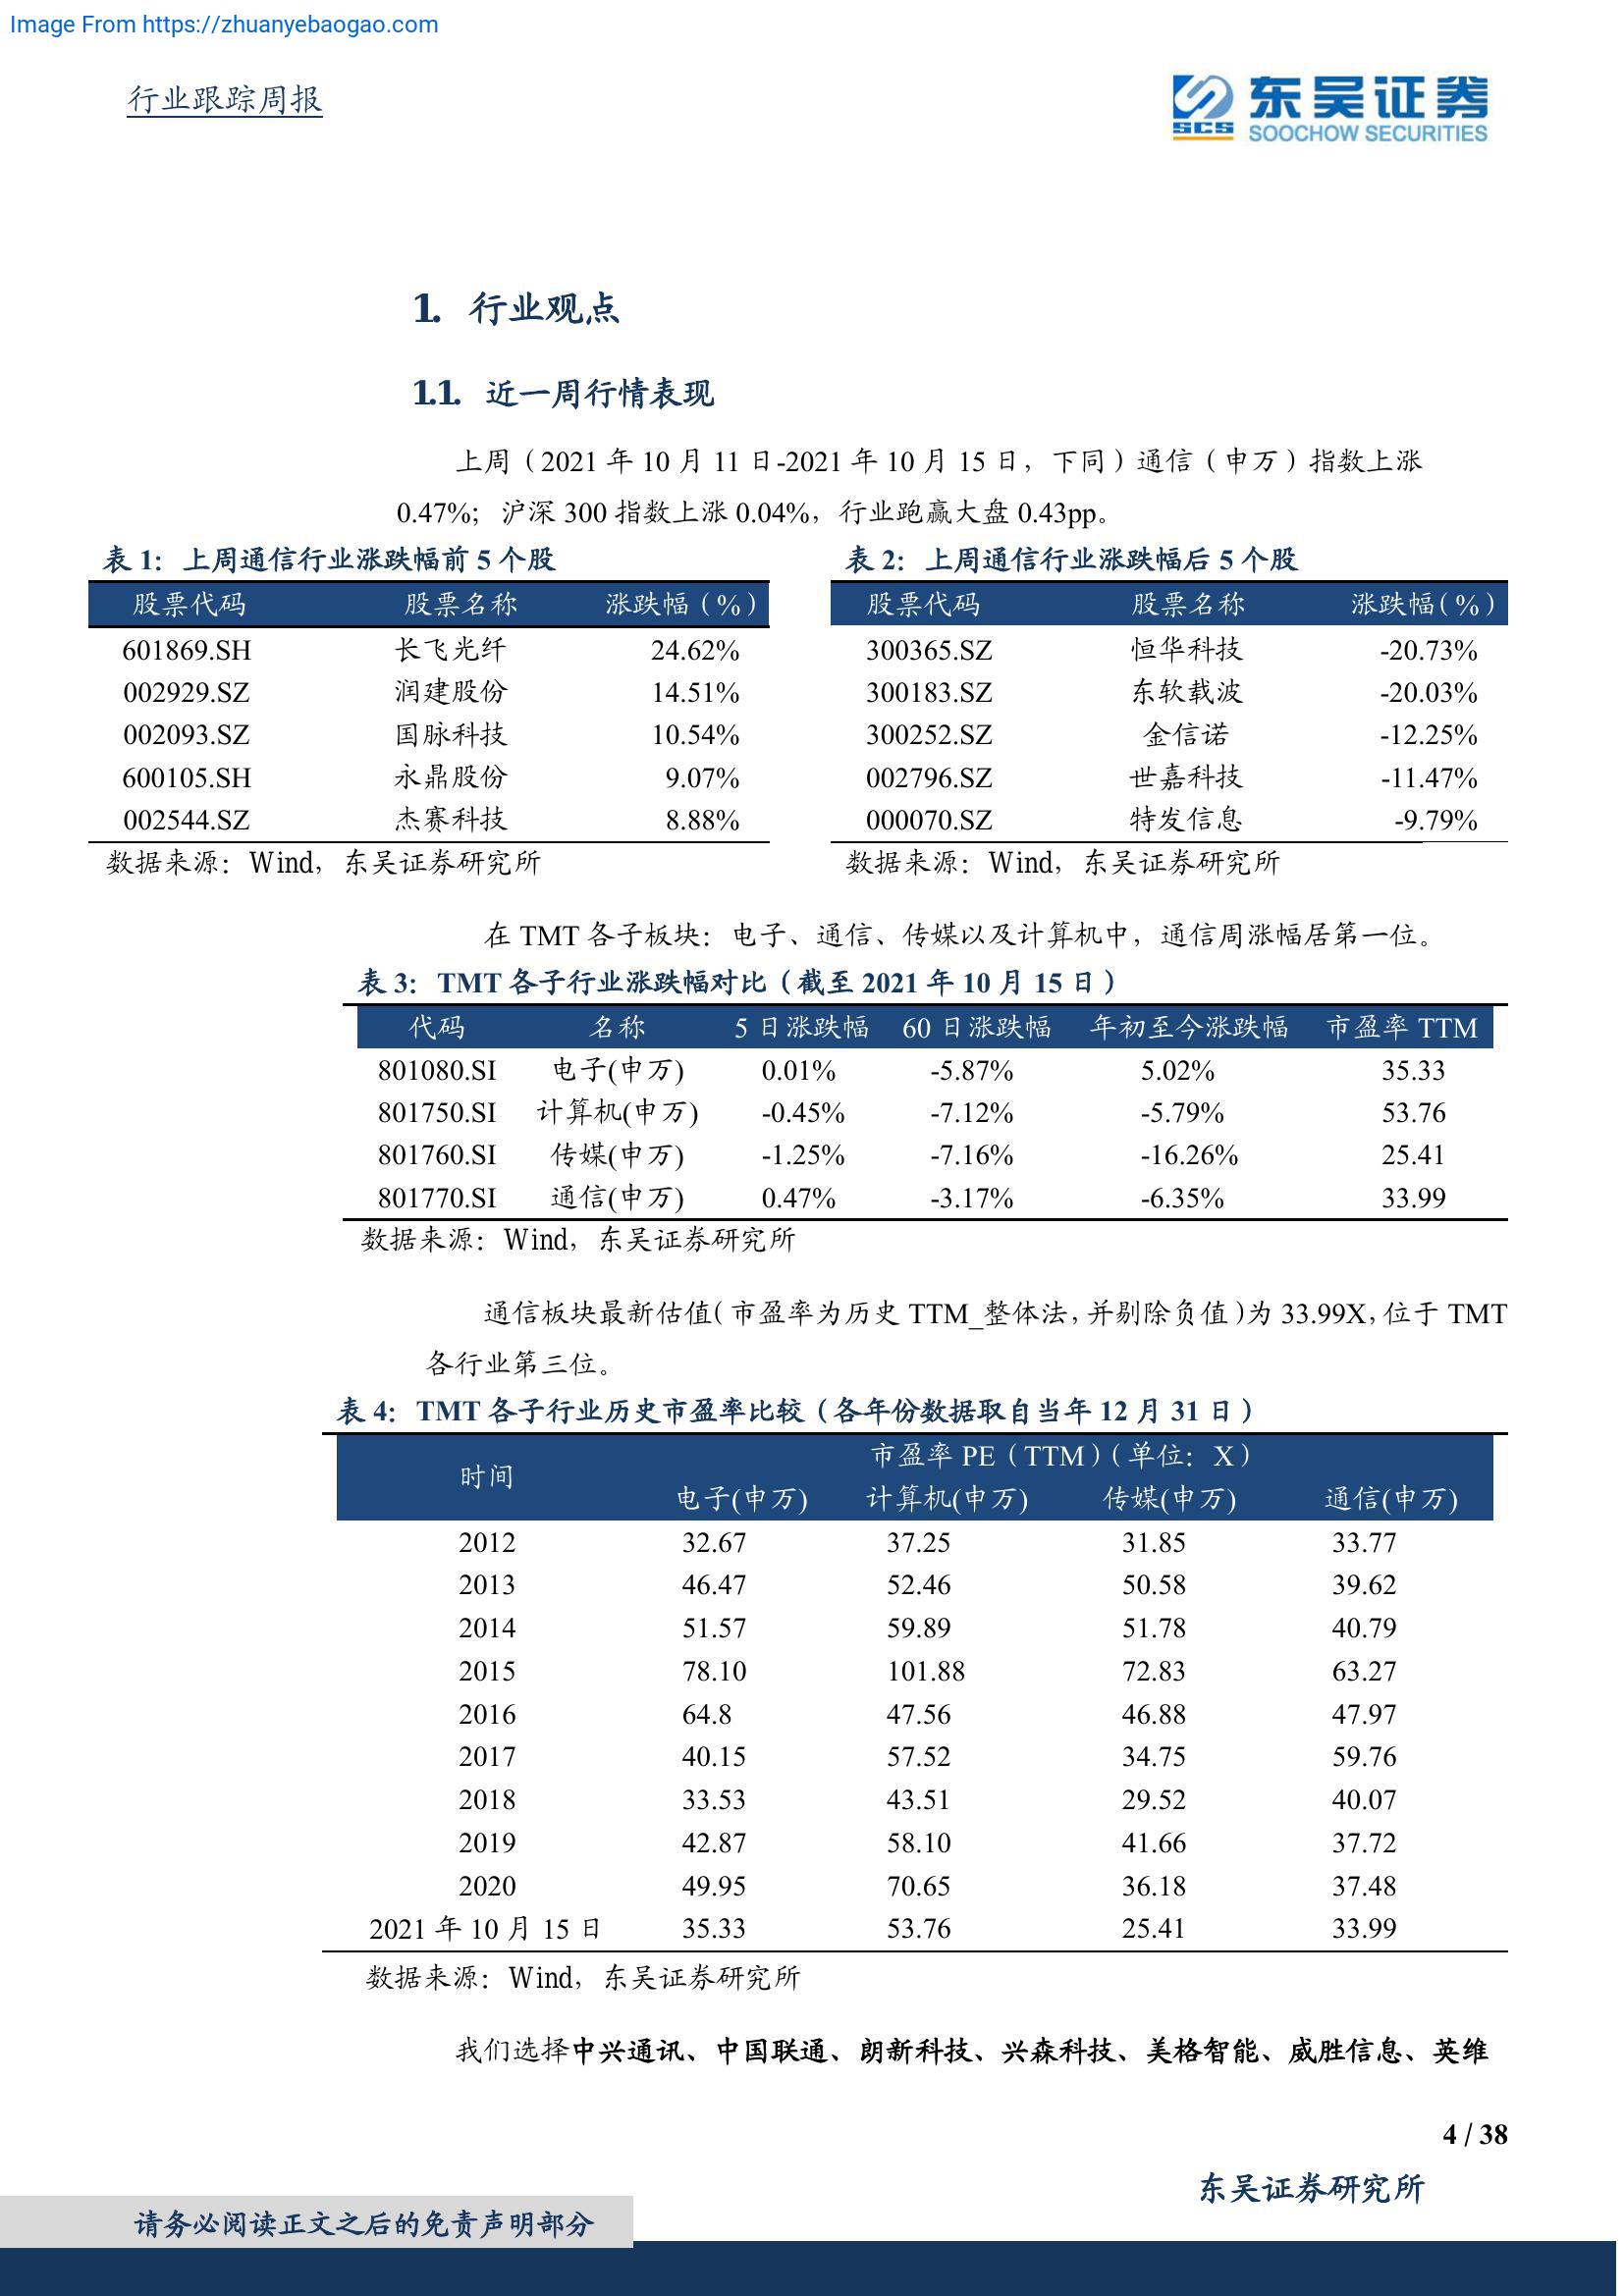 Image From https://zhuanyebaogao.com
行业跟踪周报
东吴证券
SCS SOOCHOW SECURITIES
1. 行业观点
1.1. 近一周行情表现
上周（2021 年 10 月 11 日-2021 年 10 月 15 日，下同）通信（申万）指数上涨
0.47%；沪深 300 指数上涨 0.04%，行业跑赢大盘 0.43pp。
表 1：上周通信行业涨跌幅前 5 个股
股票代码 股票名称 涨跌幅（%）
601869.SH 长飞光纤 24.62%
002929.SZ 润建股份 14.51%
002093.SZ 国脉科技 10.54%
600105.SH 永鼎股份 9.07%
002544.SZ 杰赛科技 8.88%
数据来源：Wind，东吴证券研究所
表 2：上周通信行业涨跌幅后 5 个股
股票代码 股票名称 涨跌幅（%）
300365.SZ 恒华科技 -20.73%
300183.SZ 东软载波 -20.03%
300252.SZ 金信诺 -12.25%
002796.SZ 世嘉科技 -11.47%
000070.SZ 特发信息 -9.79%
数据来源：Wind，东吴证券研究所
在 TMT 各子板块：电子、通信、传媒以及计算机中，通信周涨幅居第一位。
表 3：TMT 各子行业涨跌幅对比（截至 2021 年 10 月 15 日）
代码 名称 5 日涨跌幅 60 日涨跌幅 年初至今涨跌幅 市盈率 TTM
801080.SI 电子(申万) 0.01% -5.87% 5.02% 35.33
801750.SI 计算机(申万) -0.45% -7.12% -5.79% 53.76
801760.SI 传媒(申万) -1.25% -7.16% -16.26% 25.41
801770.SI 通信(申万) 0.47% -3.17% -6.35% 33.99
数据来源：Wind，东吴证券研究所
通信板块最新估值（市盈率为历史 TTM_整体法，并剔除负值）为 33.99X，位于 TMT
各行业第三位。
表 4：TMT 各子行业历史市盈率比较（各年份数据取自当年 12 月 31 日）
时间 市盈率 PE（TTM）（单位：X）
电子(申万) 计算机(申万) 传媒(申万) 通信(申万)
2012 32.67 37.25 31.85 33.77
2013 46.47 52.46 50.58 39.62
2014 51.57 59.89 51.78 40.79
2015 78.10 101.88 72.83 63.27
2016 64.8 47.56 46.88 47.97
2017 40.15 57.52 34.75 59.76
2018 33.53 43.51 29.52 40.07
2019 42.87 58.10 41.66 37.72
2020 49.95 70.65 36.18 37.48
2021 年 10 月 15 日 35.33 53.76 25.41 33.99
数据来源：Wind，东吴证券研究所
我们选择中兴通讯、中国联通、朗新科技、兴森科技、美格智能、威胜信息、英维
4 / 38
东吴证券研究所
请务必阅读正文之后的免责声明部分